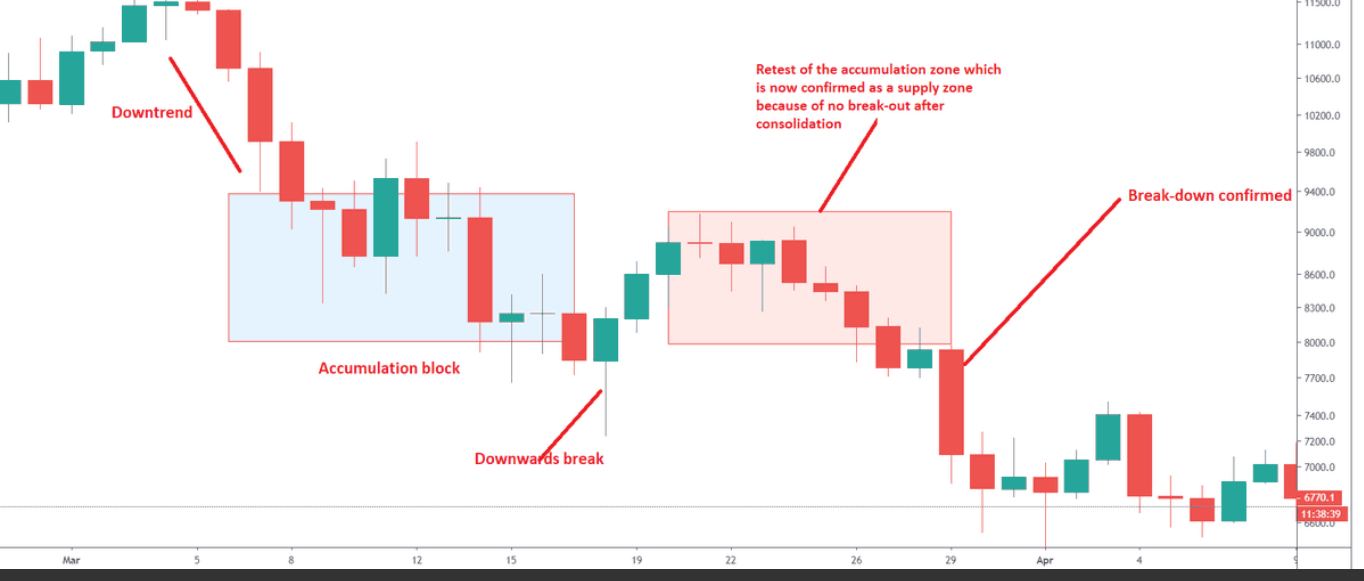 11500.0
11000.0
10600.0
Retest of the accumulation zone which
is now confirmed as a supply zone
because of no break-out after
consolidation
Downtrend
10200.0
9800.0
9400.0
Break-down confirmed
9000.0
8600.0
8300.0
8000.0
Accumulation block
7700.0
7400.0
7200.0
Downwards break
7000.0
6770.1
11:38:39
6600.0
Mar 5 8 12 15 19 22 26 29 Apr 4 9